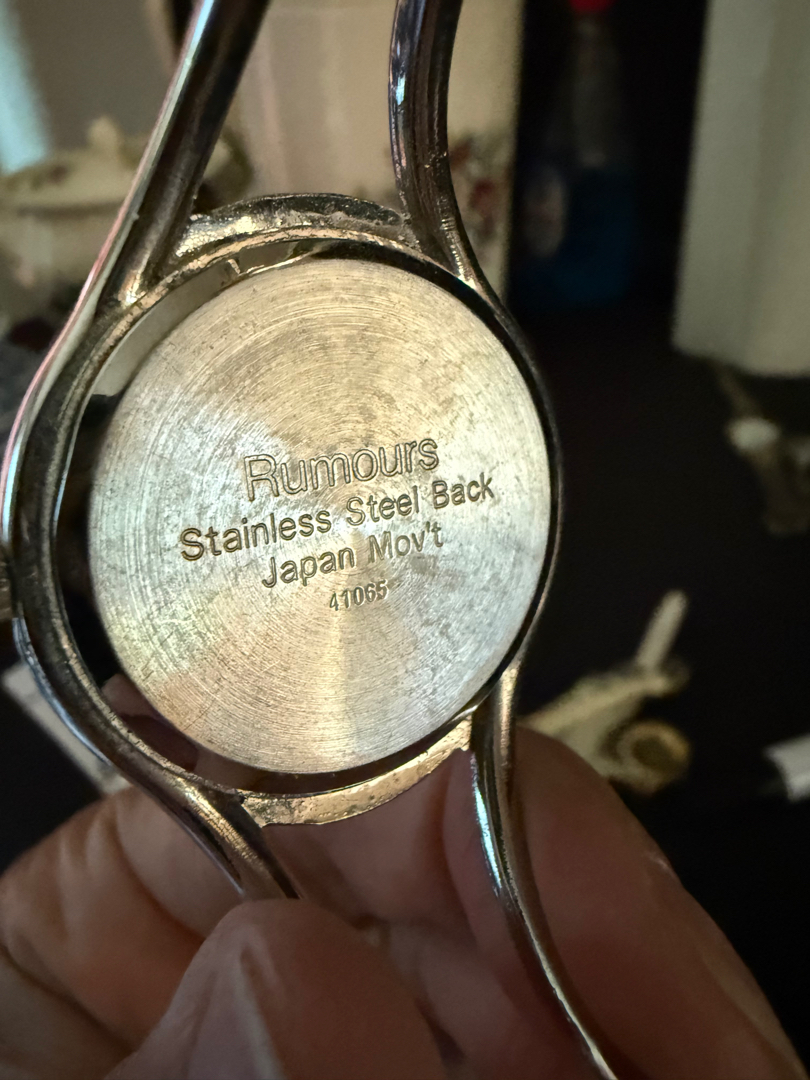 Rumours
Stainless Steel Back
Japan Mov't
41065